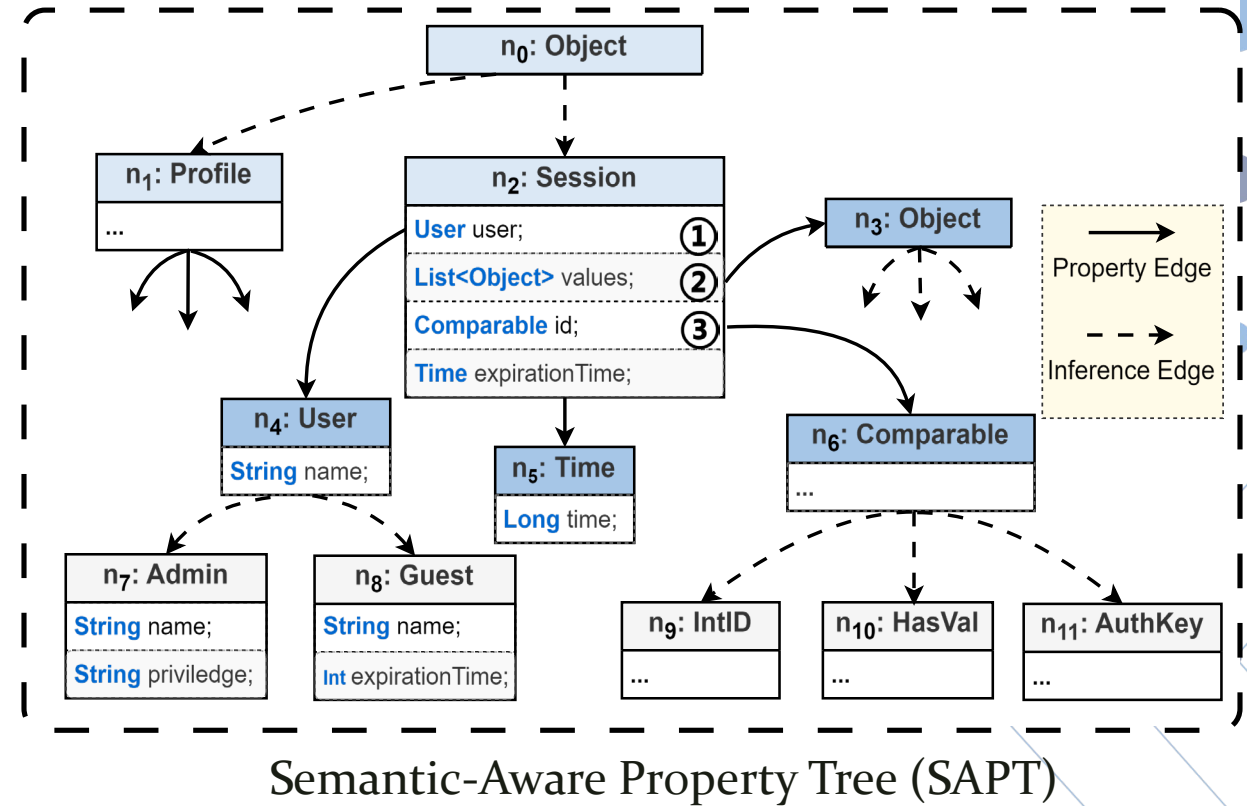 n0: Object
n1: Profile
...
n2: Session
User user; 1
List<Object> values; 2
Comparable id; 3
Time expirationTime;
n3: Object
Property Edge
Inference Edge
n4: User
String name;
n5: Time
Long time;
n6: Comparable
...
n7: Admin
String name;
String priviledge;
n8: Guest
String name;
Int expirationTime;
n9: IntID
...
n10: HasVal
...
n11: AuthKey
...
Semantic-Aware Property Tree (SAPT)